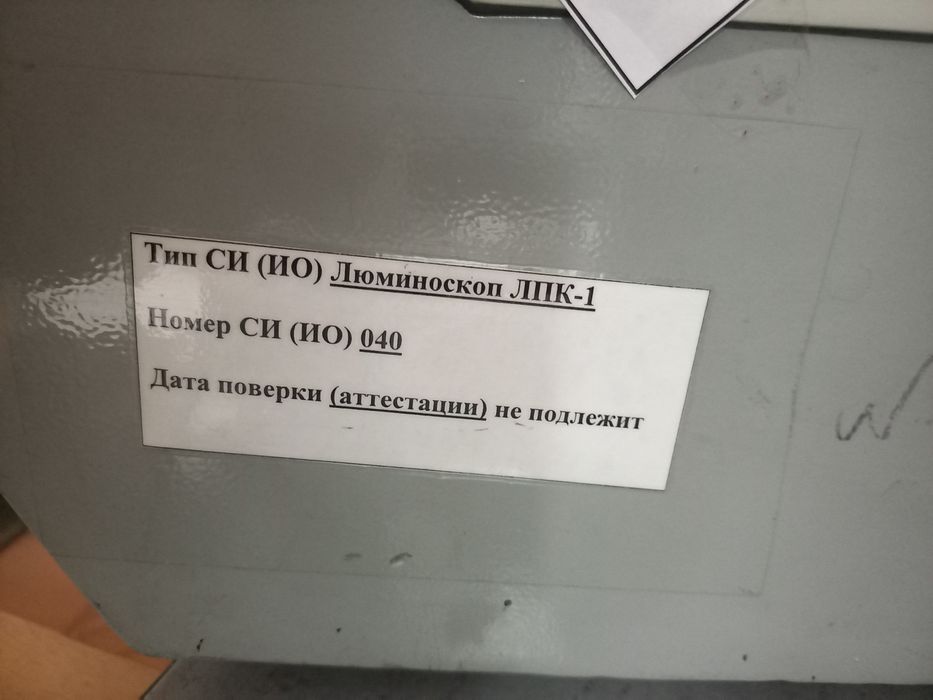 Тип СИ (ИО) Люминоскоп ЛПК-1
Номер СИ (ИО) 040
Дата поверки (аттестации) не подлежит